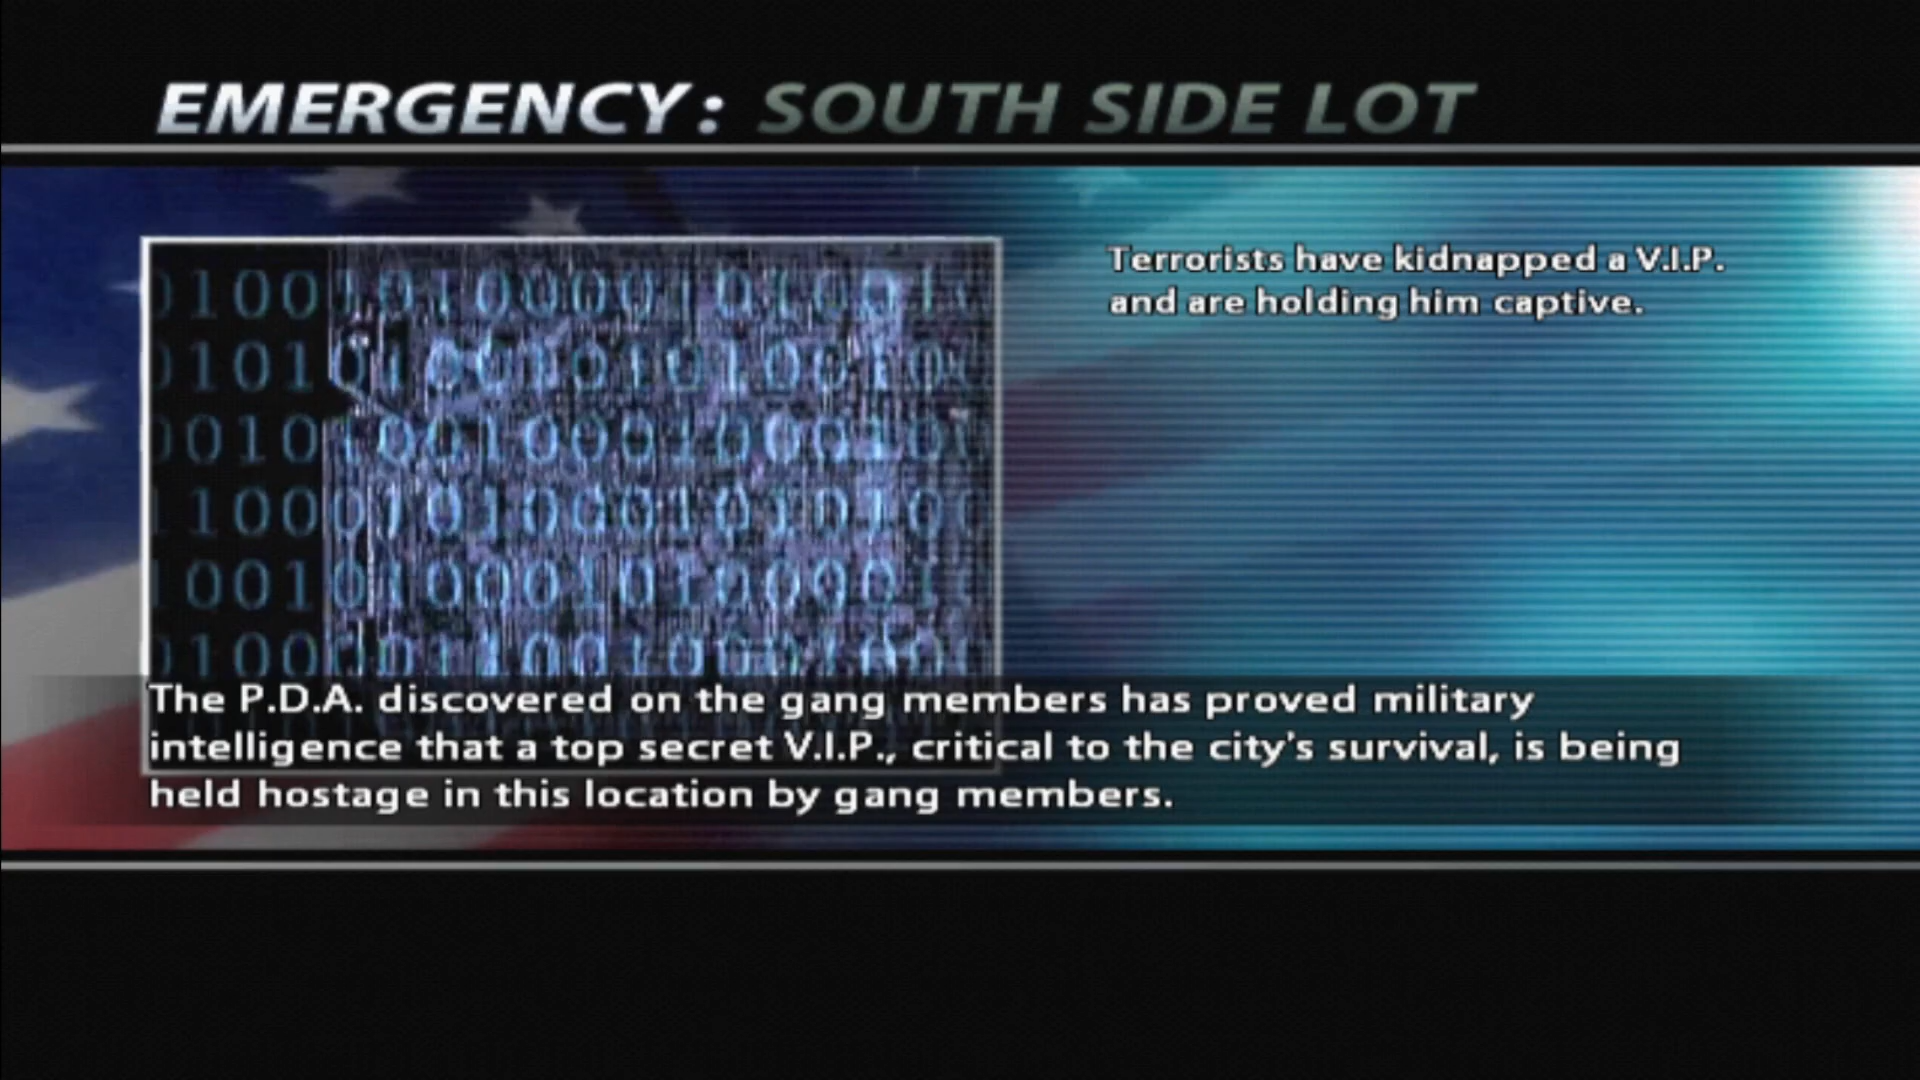 EMERGENCY: SOUTH SIDE LOT
Terrorists have kidnapped a V.I.P.
and are holding him captive.
The P.D.A. discovered on the gang members has proved military
intelligence that a top secret V.I.P., critical to the city's survival, is being
held hostage in this location by gang members.